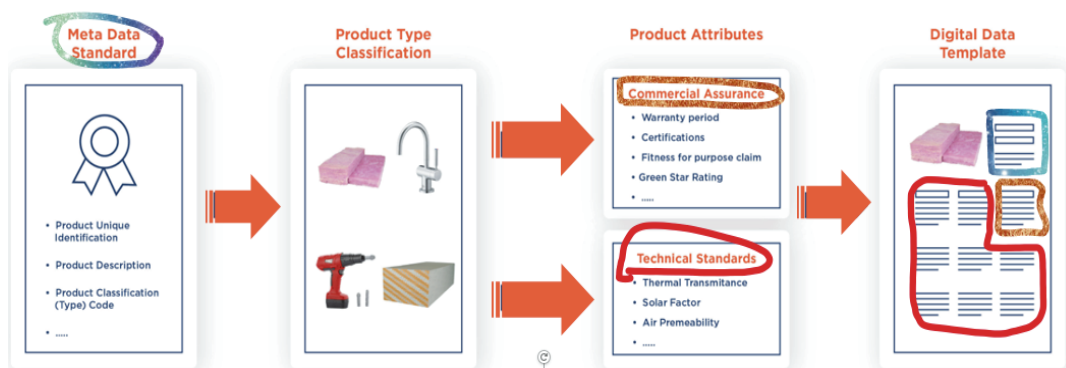 Meta Data
Standard
Product Type
Classification
Product Attributes
Digital Data
Template
• Product Unique
Identification
• Product Description
• Product Classification
(Type) Code
• .....
Commercial Assurance
• Warranty period
• Certifications
• Fitness for purpose claim
• Green Star Rating
• .....
Technical Standards
• Thermal Transmitance
• Solar Factor
• Air Premeability
• .....